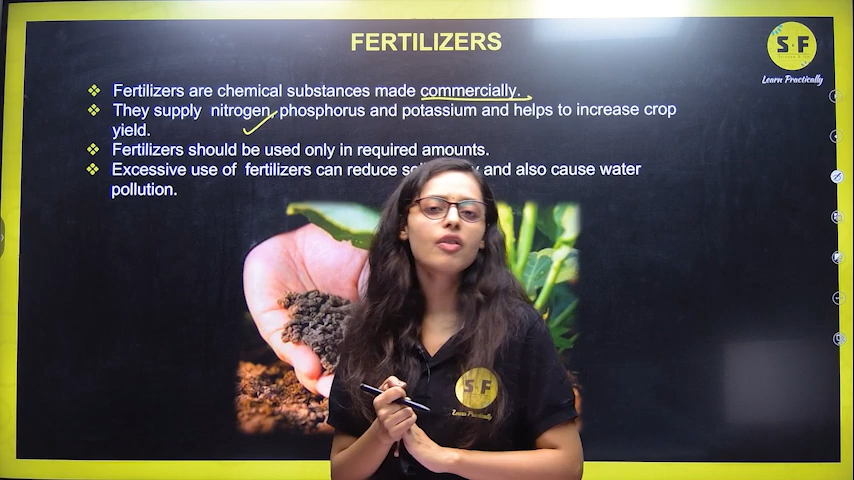 FERTILIZERS
S F
Learn Practically
❖ Fertilizers are chemical substances made commercially.
❖ They supply nitrogen, phosphorus and potassium and helps to increase crop
yield.
❖ Fertilizers should be used only in required amounts.
❖ Excessive use of fertilizers can reduce and also cause water
pollution.
S F
Learn Practically